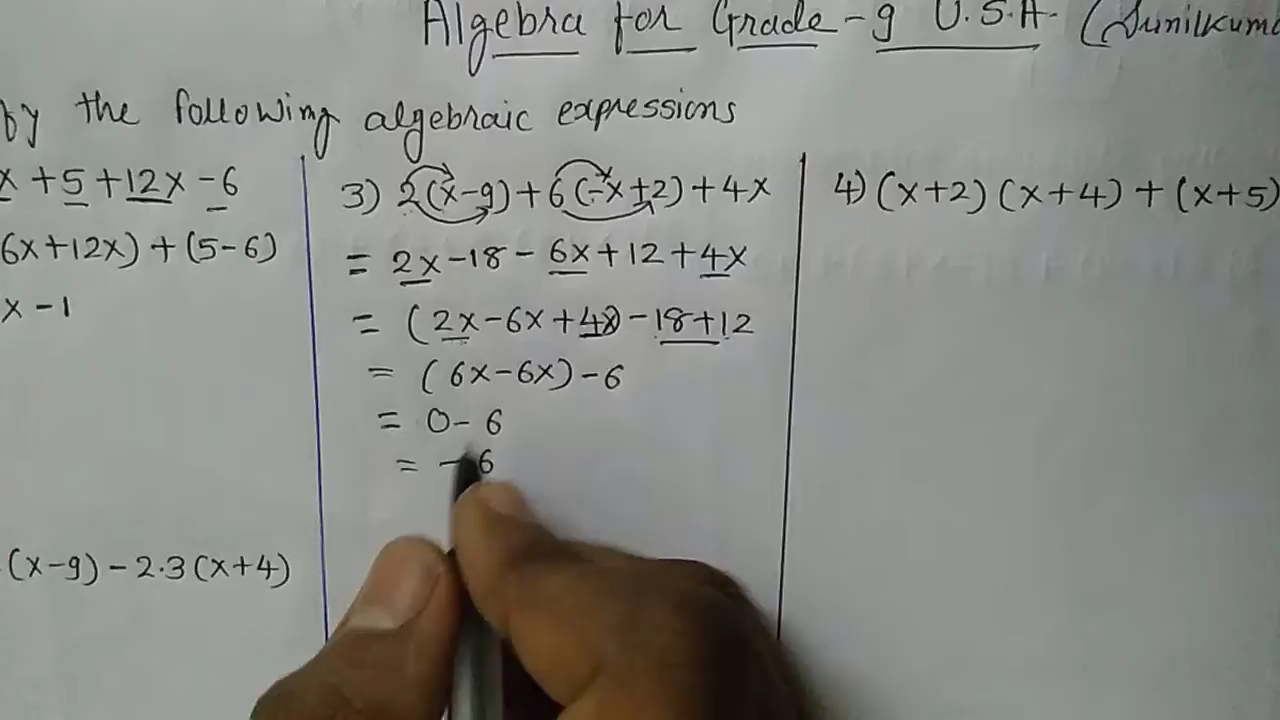 Algebra for Grade-9 U.S.A. (Sunilkuma
by the following algebraic expressions
x + 5 + 12x - 6
6x + 12x) + (5 - 6)
x - 1
(x-9) - 2.3(x+4)
3) 2(x-9) + 6(-x+2) + 4x
= 2x - 18 - 6x + 12 + 4x
= (2x - 6x + 4x) - 18 + 12
= (6x - 6x) - 6
= 0 - 6
= - 6
4) (x+2) (x+4) + (x+5)